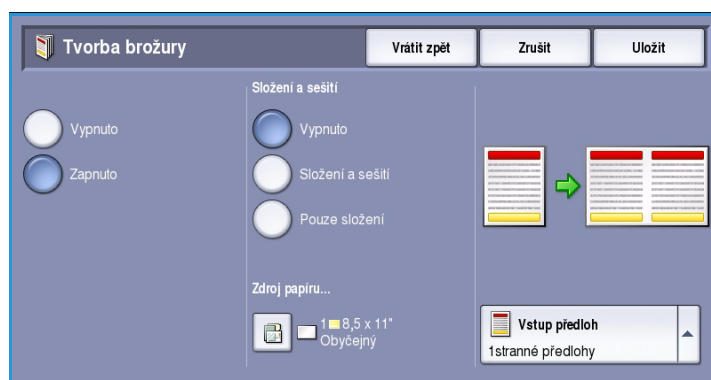 Tvorba brožury
Vrátit zpět
Zrušit
Uložit
Vypnuto
Zapnuto
Složení a sešití
Vypnuto
Složení a sešití
Pouze složení
Zdroj papíru...
1 8,5 x 11"
Obyčejný
Vstup předloh
1stranné předlohy